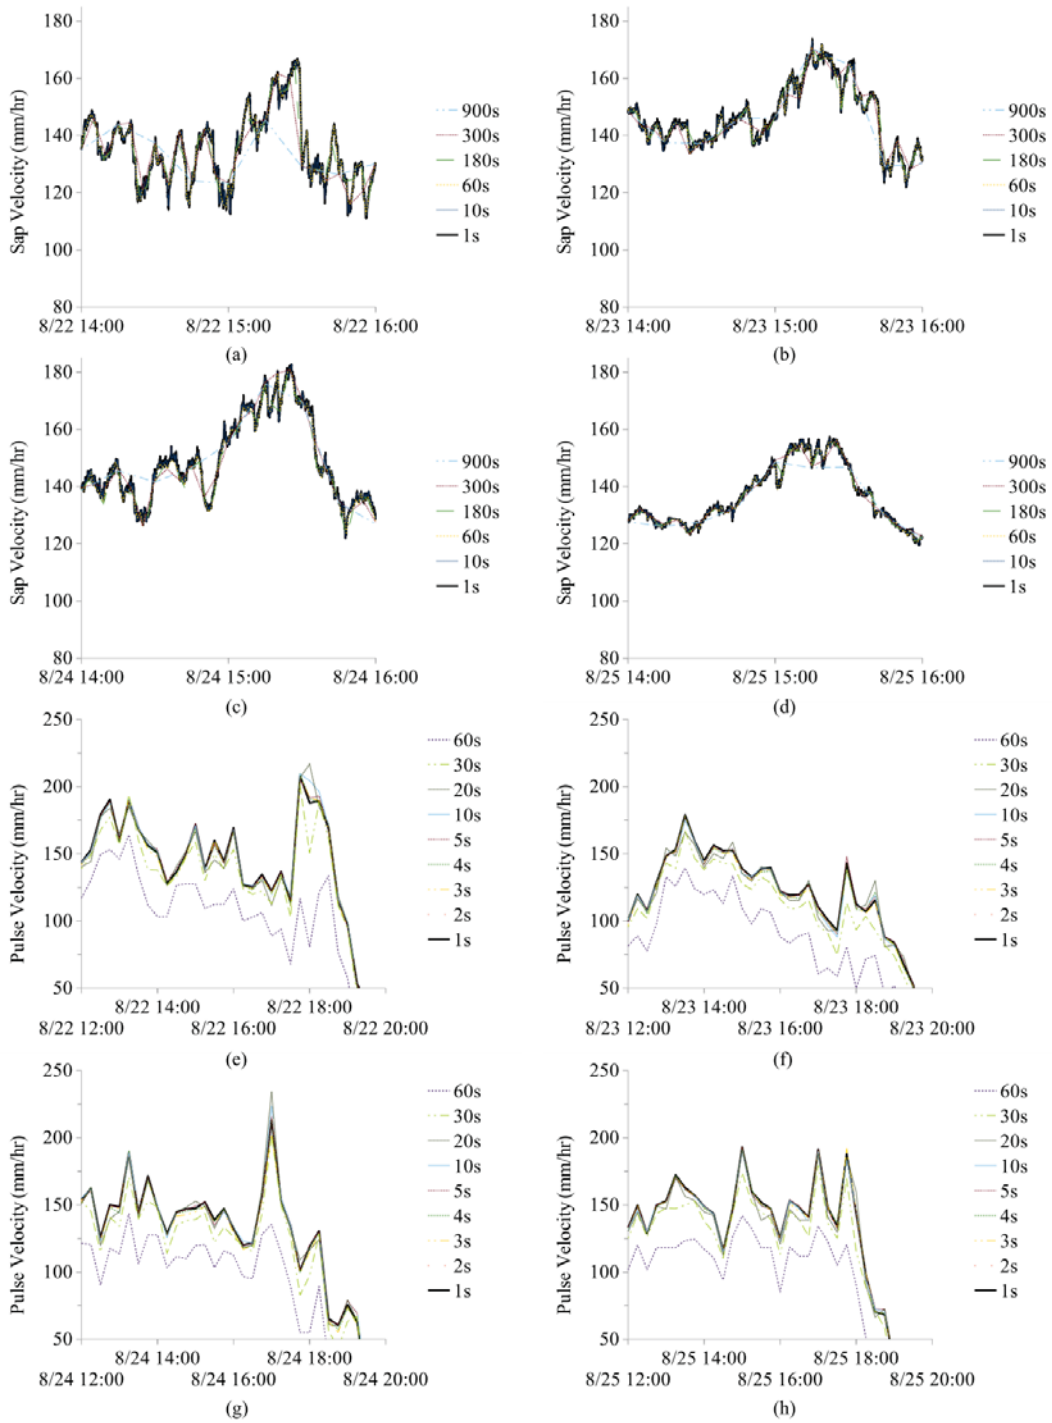 180
160
140
120
100
80
Sap Velocity (mm/hr)
900s
300s
180s
60s
10s
1s
8/22 14:00
8/22 15:00
8/22 16:00
(a)
180
160
140
120
100
80
Sap Velocity (mm/hr)
900s
300s
180s
60s
10s
1s
8/23 14:00
8/23 15:00
8/23 16:00
(b)
180
160
140
120
100
80
Sap Velocity (mm/hr)
900s
300s
180s
60s
10s
1s
8/24 14:00
8/24 15:00
8/24 16:00
(c)
180
160
140
120
100
80
Sap Velocity (mm/hr)
900s
300s
180s
60s
10s
1s
8/25 14:00
8/25 15:00
8/25 16:00
(d)
250
200
150
100
50
Pulse Velocity (mm/hr)
60s
30s
20s
10s
5s
4s
3s
2s
1s
8/22 14:00
8/22 18:00
8/22 12:00
8/22 16:00
8/22 20:00
(e)
250
200
150
100
50
Pulse Velocity (mm/hr)
60s
30s
20s
10s
5s
4s
3s
2s
1s
8/23 14:00
8/23 18:00
8/23 12:00
8/23 16:00
8/23 20:00
(f)
250
200
150
100
50
Pulse Velocity (mm/hr)
60s
30s
20s
10s
5s
4s
3s
2s
1s
8/24 14:00
8/24 18:00
8/24 12:00
8/24 16:00
8/24 20:00
(g)
250
200
150
100
50
Pulse Velocity (mm/hr)
60s
30s
20s
10s
5s
4s
3s
2s
1s
8/25 14:00
8/25 18:00
8/25 12:00
8/25 16:00
8/25 20:00
(h)